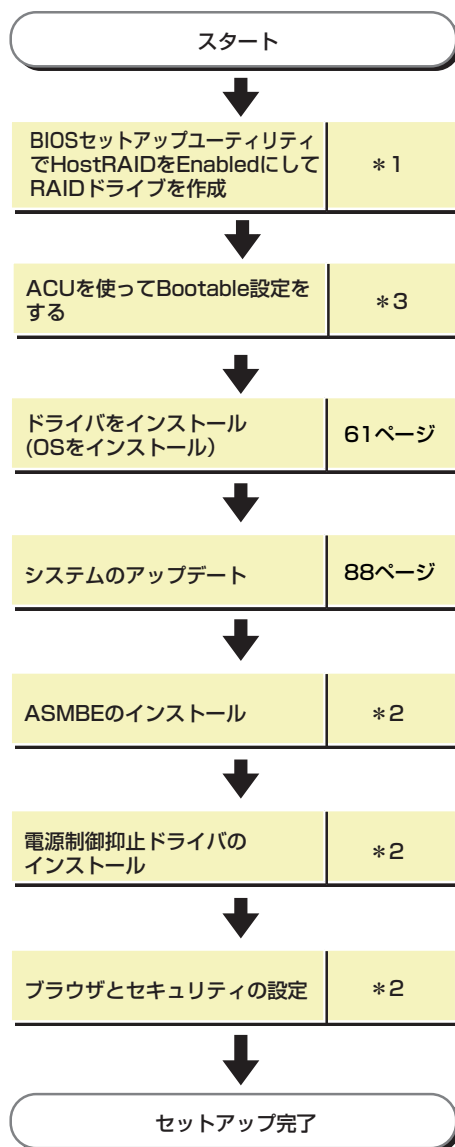 スタート
BIOSセットアップユーティリティ
でHostRAIDをEnabledにして
RAIDドライブを作成
*1
ACUを使ってBootable設定を
する
*3
ドライバをインストール
(OSをインストール)
61ページ
システムのアップデート
88ページ
ASMBEのインストール
*2
電源制御抑止ドライバの
インストール
*2
ブラウザとセキュリティの設定
*2
セットアップ完了